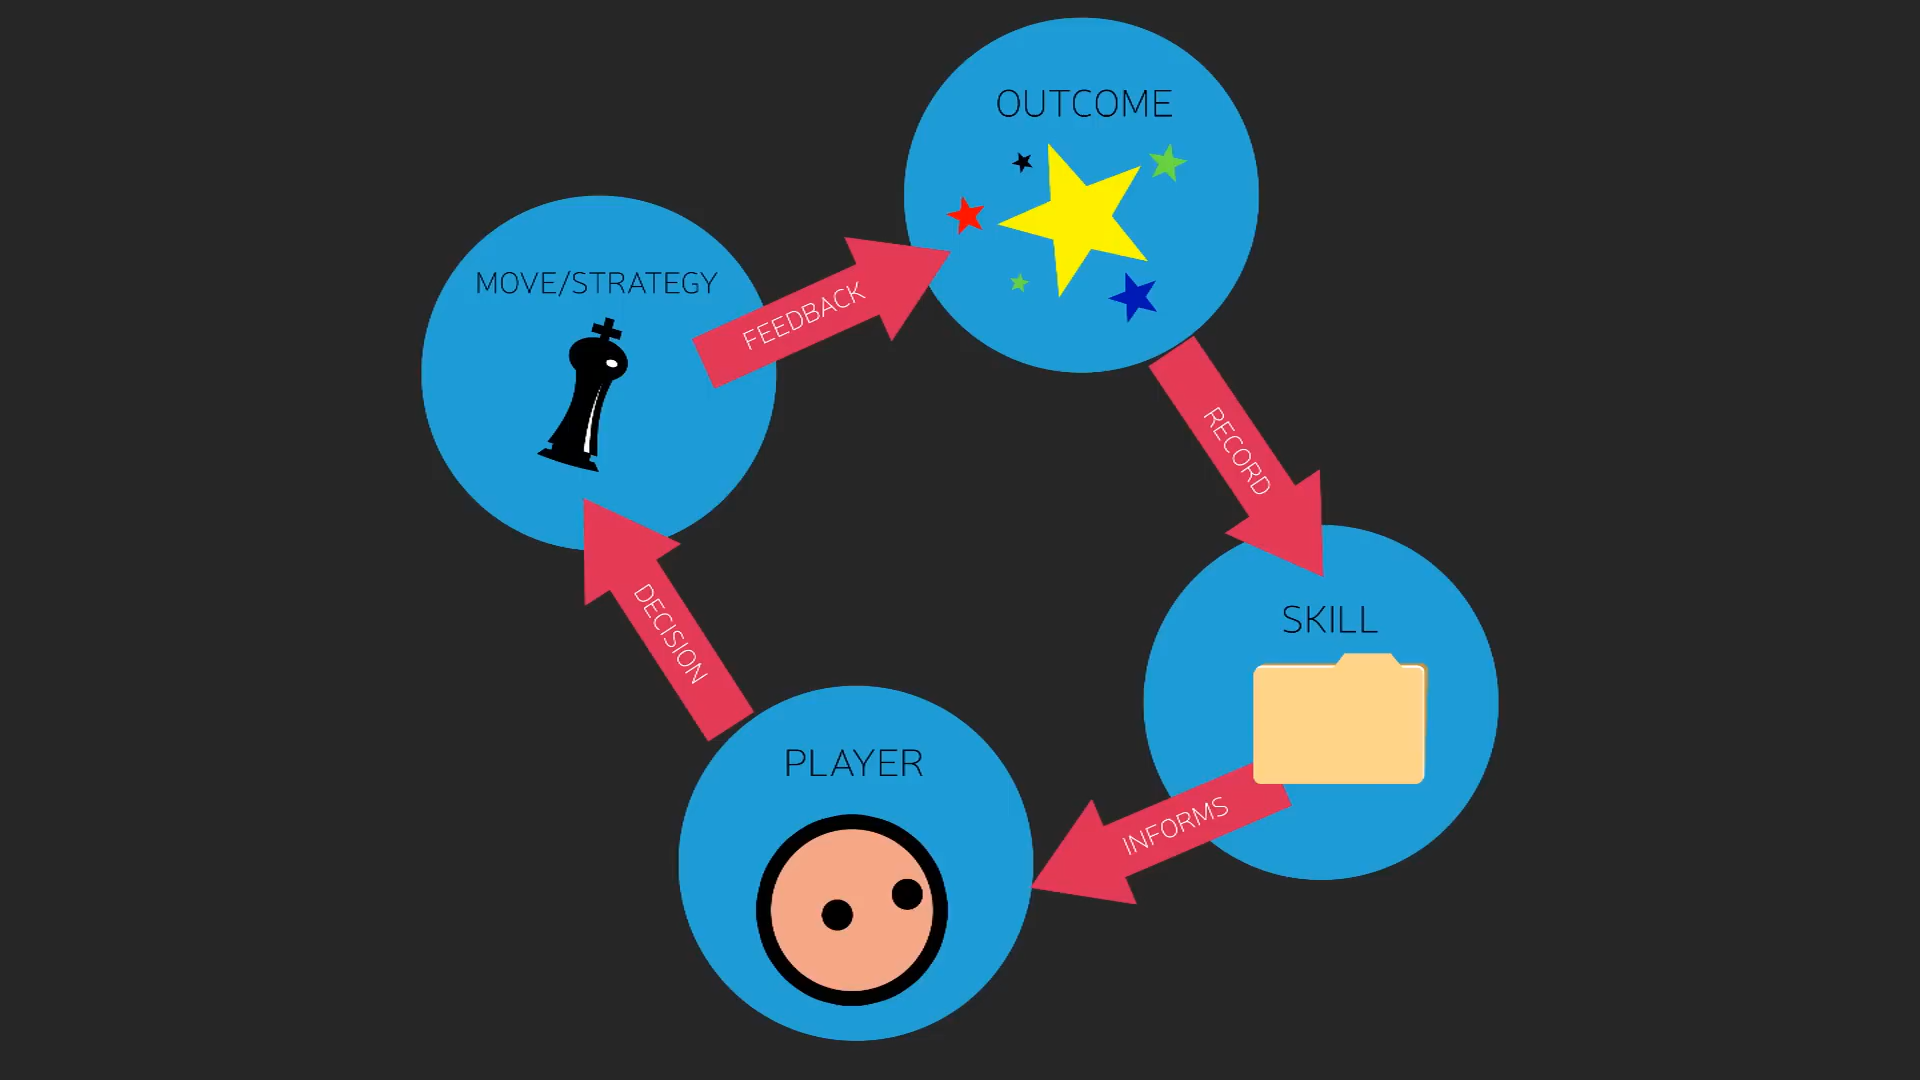 OUTCOME
MOVE/STRATEGY
FEEDBACK
RECORD
SKILL
DECISION
PLAYER
INFORMS